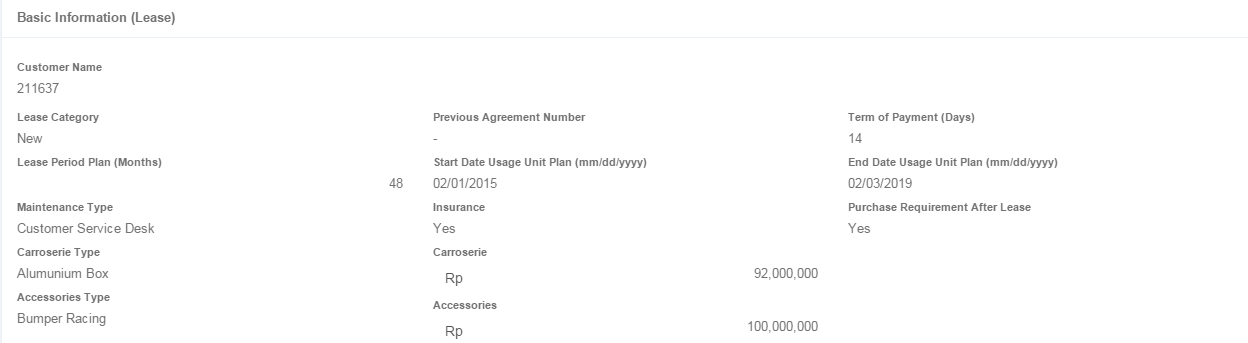 Basic Information (Lease)
Customer Name
211637
Lease Category
Previous Agreement Number
Term of Payment (Days)
New
-
14
Lease Period Plan (Months)
Start Date Usage Unit Plan (mm/dd/yyyy)
End Date Usage Unit Plan (mm/dd/yyyy)
48
02/01/2015
02/03/2019
Maintenance Type
Insurance
Purchase Requirement After Lease
Customer Service Desk
Yes
Yes
Carroserie Type
Carroserie
Alumunium Box
Rp 92,000,000
Accessories Type
Accessories
Bumper Racing
Rp 100,000,000